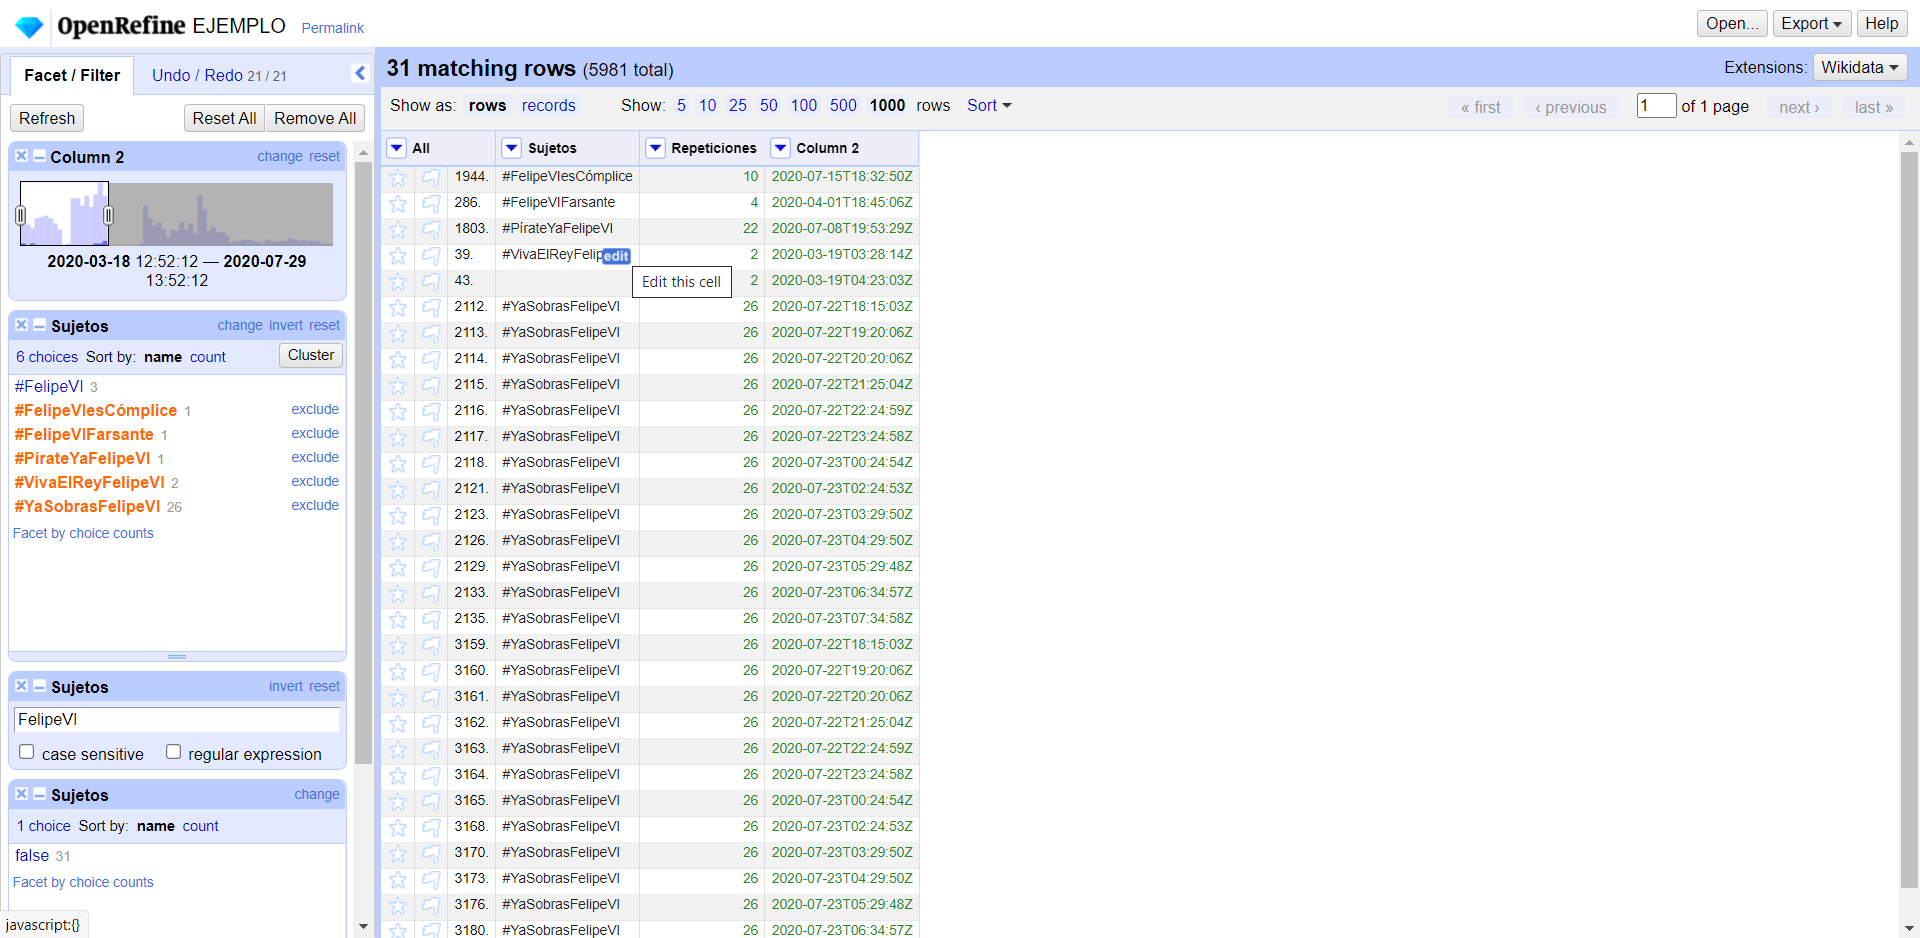 OpenRefine EJEMPLO Permalink Open... Export Help
Facet / Filter Undo / Redo 21 / 21
Refresh Reset All Remove All
Column 2 change reset
2020-03-18 12:52:12 — 2020-07-29
13:52:12
Sujetos change invert reset
6 choices Sort by: name count Cluster
#FelipeVI 3
#FelipeVIesCómplice 1 exclude
#FelipeVIFarsante 1 exclude
#PírateYaFelipeVI 1 exclude
#VivaElReyFelipeVI 2 exclude
#YaSobrasFelipeVI 26 exclude
Facet by choice counts
Sujetos invert reset
FelipeVI
case sensitive regular expression
Sujetos change
1 choice Sort by: name count
false 31
Facet by choice counts
javascript:{}
31 matching rows (5981 total) Extensions: Wikidata
Show as: rows records Show: 5 10 25 50 100 500 1000 rows Sort « first ‹ previous 1 of 1 page next › last »
All Sujetos Repeticiones Column 2
1944. #FelipeVIesCómplice 10 2020-07-15T18:32:50Z
286. #FelipeVIFarsante 4 2020-04-01T18:45:06Z
1803. #PírateYaFelipeVI 22 2020-07-08T19:53:29Z
39. #VivaElReyFelip edit 2 2020-03-19T03:28:14Z
43. Edit this cell 2 2020-03-19T04:23:03Z
2112. #YaSobrasFelipeVI 26 2020-07-22T18:15:03Z
2113. #YaSobrasFelipeVI 26 2020-07-22T19:20:06Z
2114. #YaSobrasFelipeVI 26 2020-07-22T20:20:06Z
2115. #YaSobrasFelipeVI 26 2020-07-22T21:25:04Z
2116. #YaSobrasFelipeVI 26 2020-07-22T22:24:59Z
2117. #YaSobrasFelipeVI 26 2020-07-22T23:24:58Z
2118. #YaSobrasFelipeVI 26 2020-07-23T00:24:54Z
2121. #YaSobrasFelipeVI 26 2020-07-23T02:24:53Z
2123. #YaSobrasFelipeVI 26 2020-07-23T03:29:50Z
2126. #YaSobrasFelipeVI 26 2020-07-23T04:29:50Z
2129. #YaSobrasFelipeVI 26 2020-07-23T05:29:48Z
2133. #YaSobrasFelipeVI 26 2020-07-23T06:34:57Z
2135. #YaSobrasFelipeVI 26 2020-07-23T07:34:58Z
3159. #YaSobrasFelipeVI 26 2020-07-22T18:15:03Z
3160. #YaSobrasFelipeVI 26 2020-07-22T19:20:06Z
3161. #YaSobrasFelipeVI 26 2020-07-22T20:20:06Z
3162. #YaSobrasFelipeVI 26 2020-07-22T21:25:04Z
3163. #YaSobrasFelipeVI 26 2020-07-22T22:24:59Z
3164. #YaSobrasFelipeVI 26 2020-07-22T23:24:58Z
3165. #YaSobrasFelipeVI 26 2020-07-23T00:24:54Z
3168. #YaSobrasFelipeVI 26 2020-07-23T02:24:53Z
3170. #YaSobrasFelipeVI 26 2020-07-23T03:29:50Z
3173. #YaSobrasFelipeVI 26 2020-07-23T04:29:50Z
3176. #YaSobrasFelipeVI 26 2020-07-23T05:29:48Z
3180. #YaSobrasFelipeVI 26 2020-07-23T06:34:57Z